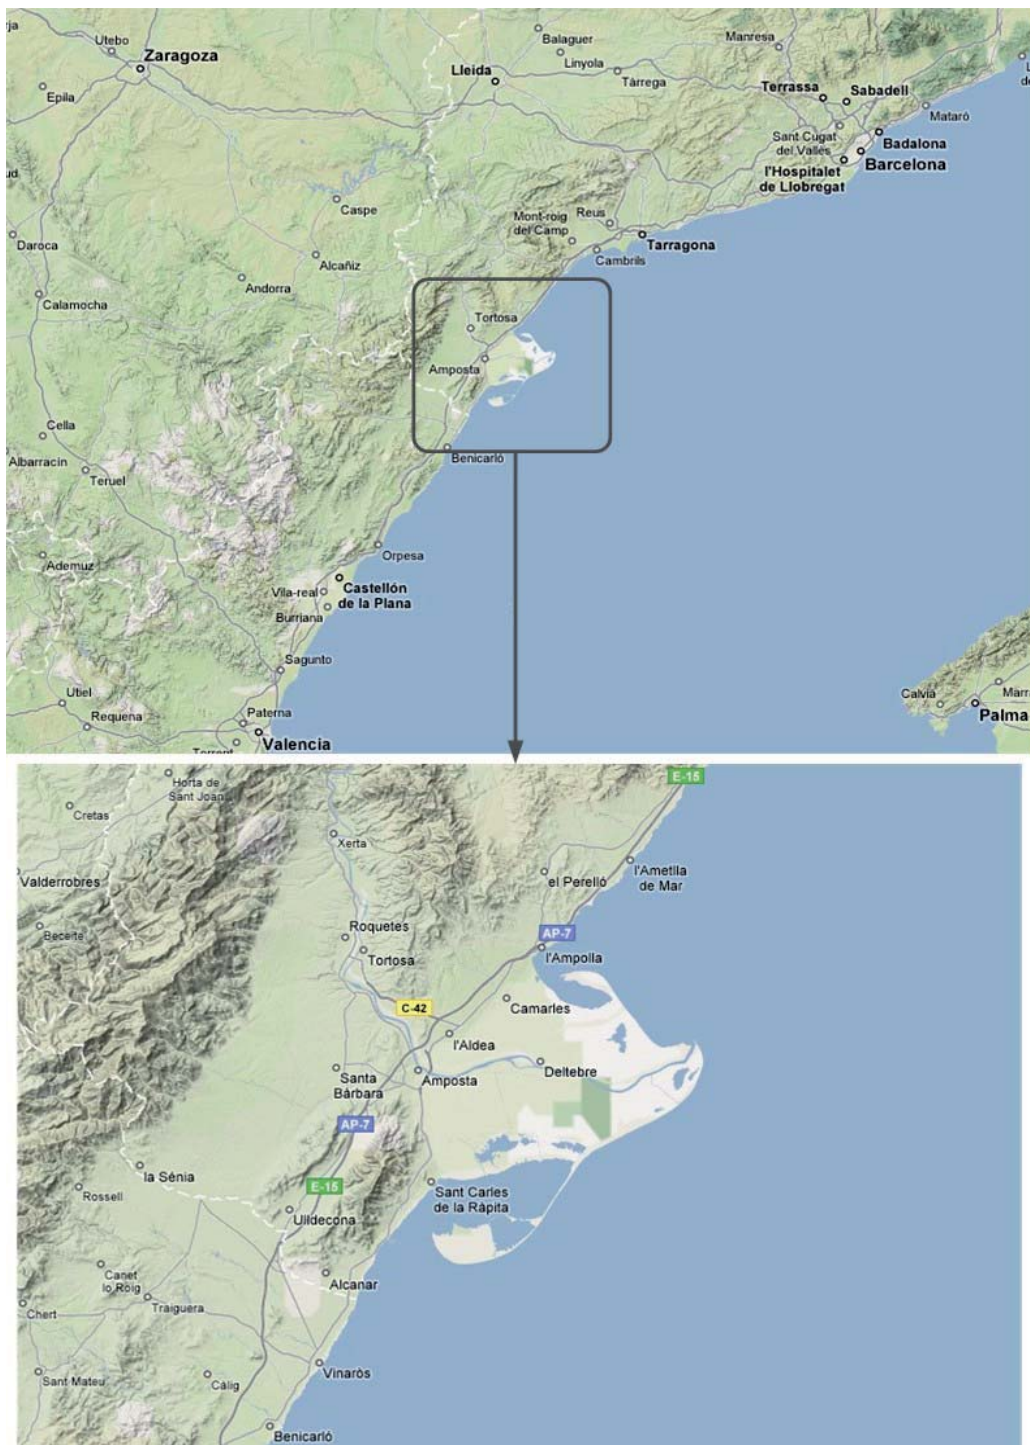 Utebo
Zaragoza
Epila
Balaguer
Linyola
Lleida
Tàrrega
Manresa
Terrassa
Sabadell
Mataró
Sant Cugat
del Vallès
Badalona
Barcelona
l'Hospitalet
de Llobregat
Caspe
Mont-roig
del Camp
Reus
Tarragona
Cambrils
Daroca
Alcañiz
Andorra
Calamocha
Tortosa
Amposta
Cella
Albarracín
Teruel
Benicarló
Ademuz
Orpesa
Vila-real
Castellón
de la Plana
Burriana
Sagunto
Utiel
Requena
Paterna
Valencia
Calvià
Palma
E-15
Horta de
Sant Joan
Cretas
Xerta
Valderrobres
el Perelló
l'Ametlla
de Mar
Beceite
Roquetes
Tortosa
AP-7
l'Ampolla
C-42
Camarles
l'Aldea
Santa
Bàrbara
Amposta
Deltebre
AP-7
la Sénia
E-15
Rossell
Sant Carles
de la Ràpita
Ulldecona
Canet
lo Roig
Alcanar
Chert
Traiguera
Vinaròs
Sant Mateu
Càlig
Benicarló